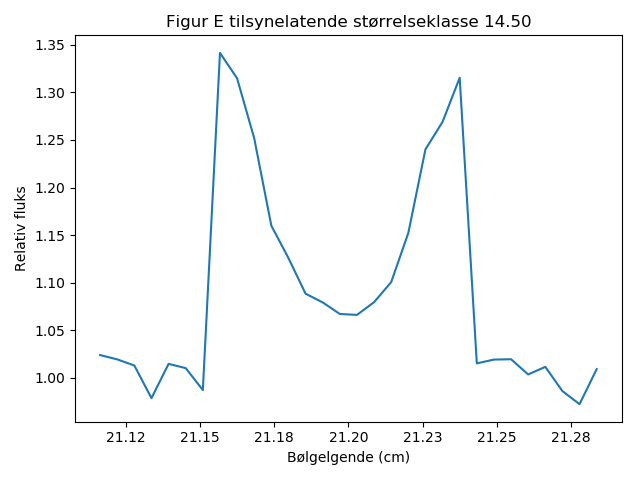 Figur E tilsynelatende størrelseklasse 14.50
1.35
1.30
1.25
1.20
1.15
1.10
1.05
1.00
Relativ fluks
21.12 21.15 21.18 21.20 21.23 21.25 21.28
Bølgelgende (cm)